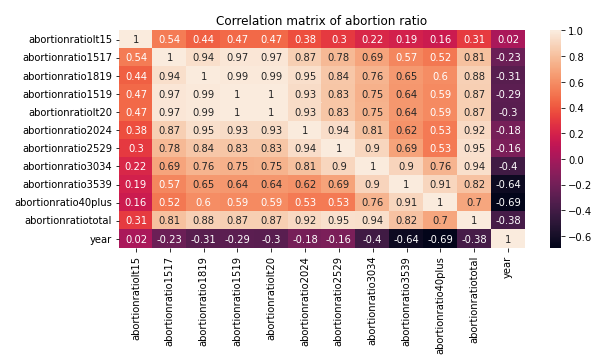 Correlation matrix of abortion ratio
abortionratiolt15 1 0.54 0.44 0.47 0.47 0.38 0.3 0.22 0.19 0.16 0.31 0.02
abortionratio1517 0.54 1 0.94 0.97 0.97 0.87 0.78 0.69 0.57 0.52 0.81 -0.23
abortionratio1819 0.44 0.94 1 0.99 0.99 0.95 0.84 0.76 0.65 0.6 0.88 -0.31
abortionratio1519 0.47 0.97 0.99 1 1 0.93 0.83 0.75 0.64 0.59 0.87 -0.29
abortionratiolt20 0.47 0.97 0.99 1 1 0.93 0.83 0.75 0.64 0.59 0.87 -0.3
abortionratio2024 0.38 0.87 0.95 0.93 0.93 1 0.94 0.81 0.62 0.53 0.92 -0.18
abortionratio2529 0.3 0.78 0.84 0.83 0.83 0.94 1 0.9 0.69 0.53 0.95 -0.16
abortionratio3034 0.22 0.69 0.76 0.75 0.75 0.81 0.9 1 0.9 0.76 0.94 -0.4
abortionratio3539 0.19 0.57 0.65 0.64 0.64 0.62 0.69 0.9 1 0.91 0.82 -0.64
abortionratio40plus 0.16 0.52 0.6 0.59 0.59 0.53 0.53 0.76 0.91 1 0.7 -0.69
abortionratiototal 0.31 0.81 0.88 0.87 0.87 0.92 0.95 0.94 0.82 0.7 1 -0.38
year 0.02 -0.23 -0.31 -0.29 -0.3 -0.18 -0.16 -0.4 -0.64 -0.69 -0.38 1
abortionratiolt15
abortionratio1517
abortionratio1819
abortionratio1519
abortionratiolt20
abortionratio2024
abortionratio2529
abortionratio3034
abortionratio3539
abortionratio40plus
abortionratiototal
year
1.0
0.8
0.6
0.4
0.2
0.0
−0.2
−0.4
−0.6